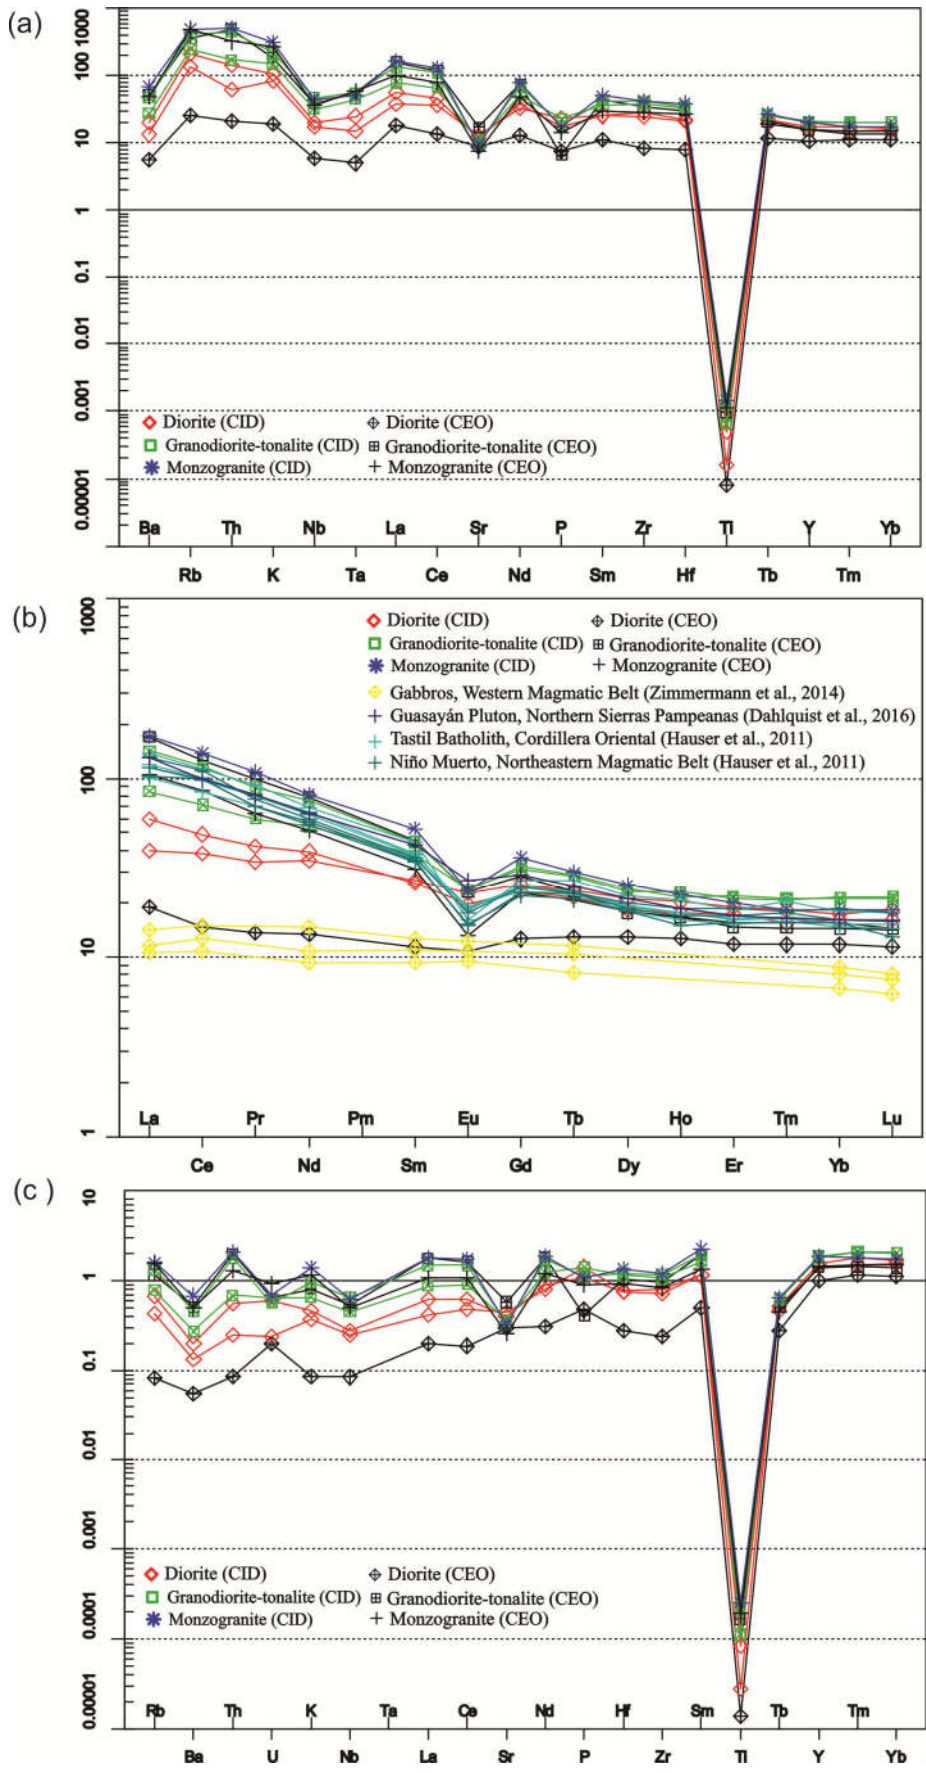 (a)
1000
100
10
1
0.1
0.01
0.001
0.00001
Diorite (CID)
Diorite (CEO)
Granodiorite-tonalite (CID)
Granodiorite-tonalite (CEO)
Monzogranite (CID)
Monzogranite (CEO)
Ba Th Nb La Sr P Zr Tl Y Yb
Rb K Ta Ce Nd Sm Hf Tb Tm
(b)
1000
100
10
1
Diorite (CID)
Diorite (CEO)
Granodiorite-tonalite (CID)
Granodiorite-tonalite (CEO)
Monzogranite (CID)
Monzogranite (CEO)
Gabbros, Western Magmatic Belt (Zimmermann et al., 2014)
Guasayán Pluton, Northern Sierras Pampeanas (Dahlquist et al., 2016)
Tastil Batholith, Cordillera Oriental (Hauser et al., 2011)
Niño Muerto, Northeastern Magmatic Belt (Hauser et al., 2011)
La Pr Pm Eu Tb Ho Tm Lu
Ce Nd Sm Gd Dy Er Yb
(c)
10
1
0.1
0.01
0.001
0.0001
0.00001
Diorite (CID)
Diorite (CEO)
Granodiorite-tonalite (CID)
Granodiorite-tonalite (CEO)
Monzogranite (CID)
Monzogranite (CEO)
Rb Th K Ta Ce Nd Hf Sm Tb Tm
Ba U Nb La Sr P Zr Tl Y Yb